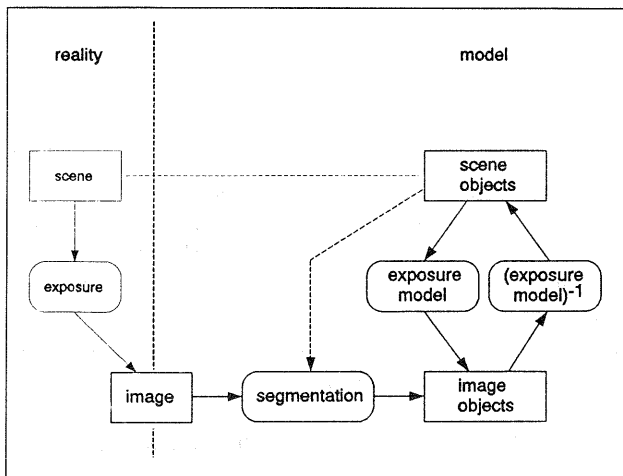 reality
model
scene
scene
objects
exposure
exposure
model
(exposure
model)-1
image
segmentation
image
objects